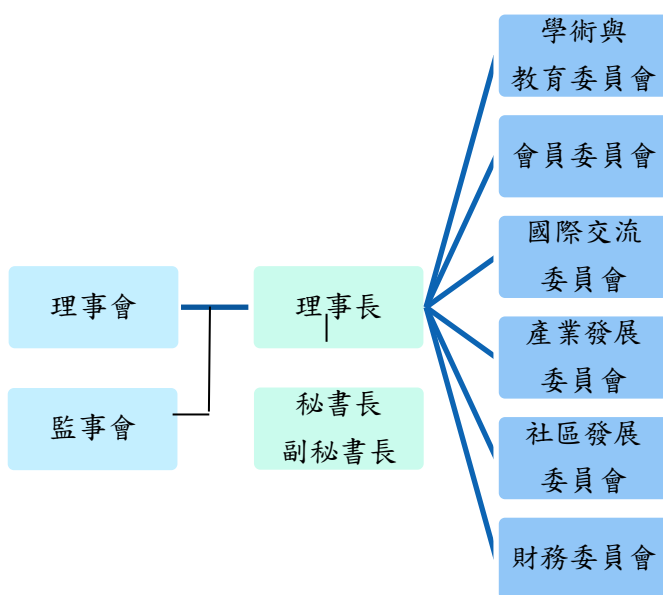 理事會
監事會
理事長
秘書長
副秘書長
學術與
教育委員會
會員委員會
國際交流
委員會
產業發展
委員會
社區發展
委員會
財務委員會